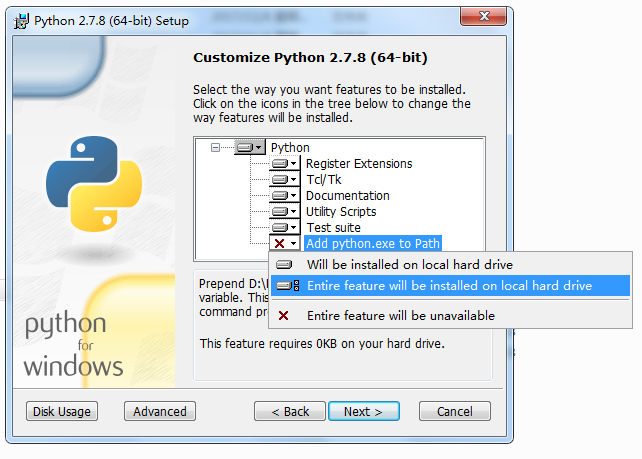 Python 2.7.8 (64-bit) Setup
Customize Python 2.7.8 (64-bit)
Select the way you want features to be installed.
Click on the icons in the tree below to change the
way features will be installed.
Python
Register Extensions
Tcl/Tk
Documentation
Utility Scripts
Test suite
Add python.exe to Path
Will be installed on local hard drive
Entire feature will be installed on local hard drive
Entire feature will be unavailable
Prepend D:\
variable. This
command pr
This feature requires 0KB on your hard drive.
python
for
windows
Disk Usage
Advanced
< Back
Next >
Cancel